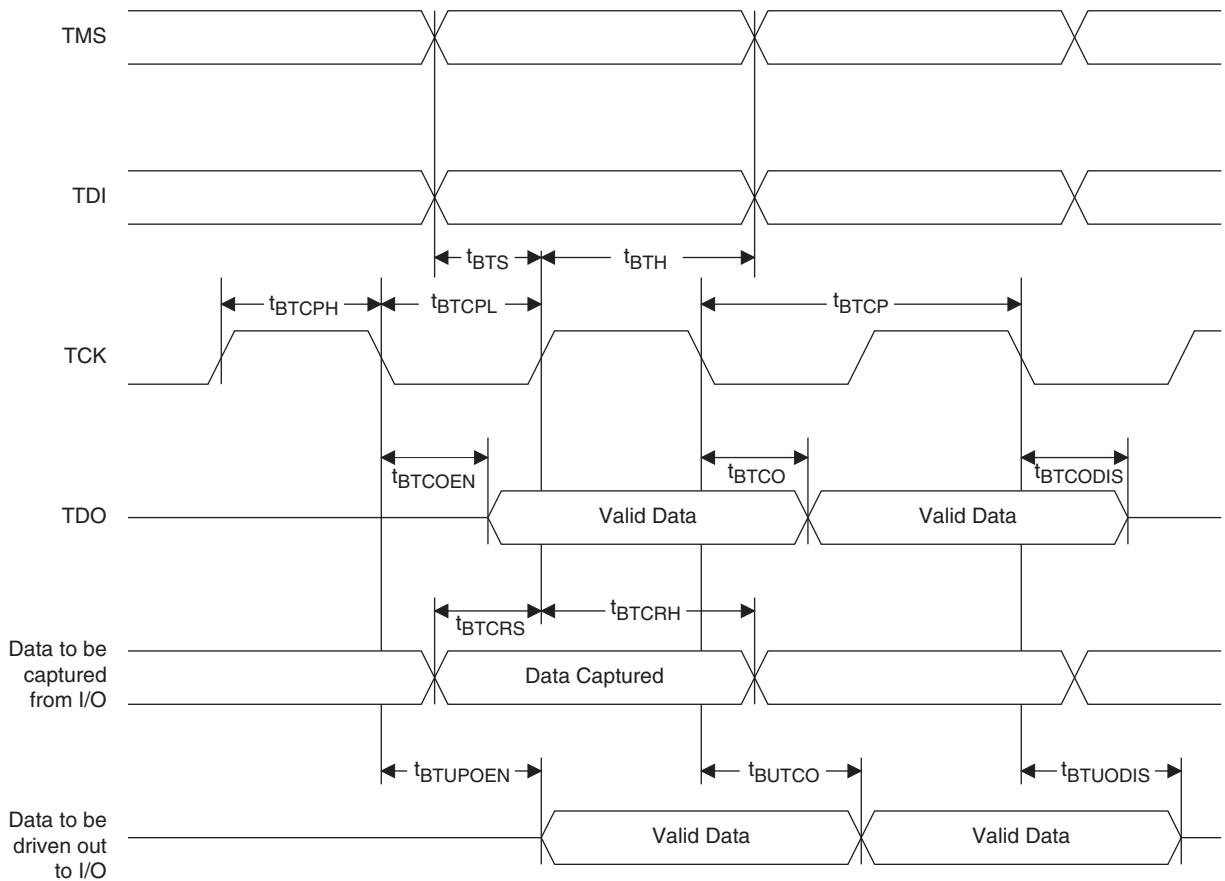 TMS
TDI
tBTS
tBTH
tBTCPH
tBTCPL
tBTCP
TCK
tBTCOEN
tBTCO
tBTCODIS
TDO
Valid Data
Valid Data
tBTCRS
tBTCRH
Data to be
captured
from I/O
Data Captured
tBTUPOEN
tBUTCO
tBTUODIS
Data to be
driven out
to I/O
Valid Data
Valid Data